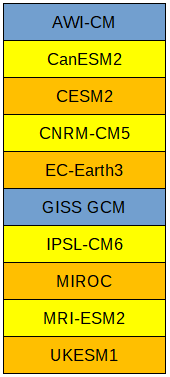 AWI-CM
CanESM2
CESM2
CNRM-CM5
EC-Earth3
GISS GCM
IPSL-CM6
MIROC
MRI-ESM2
UKESM1